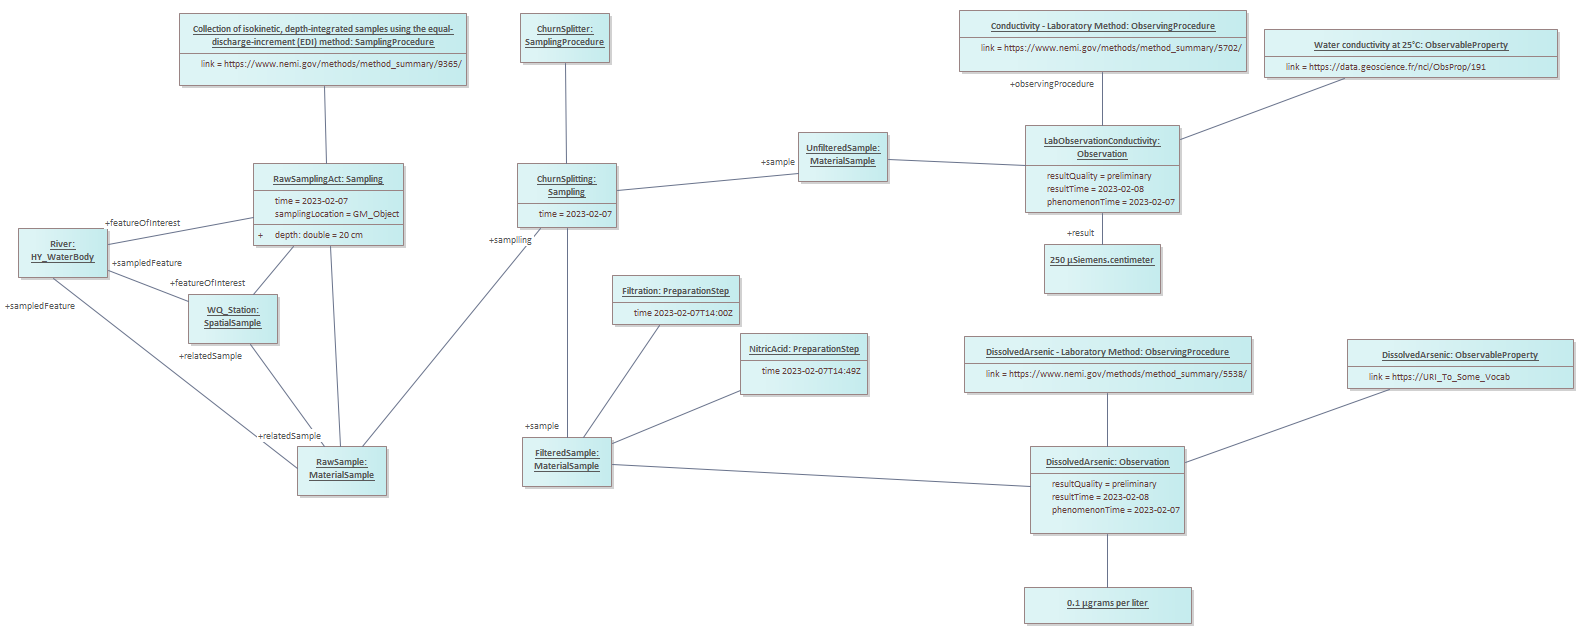 Collection of isokinetic, depth-integrated samples using the equal-
discharge-increment (EDI) method: SamplingProcedure
link = https://www.nemi.gov/methods/method_summary/9365/
ChurnSplitter:
SamplingProcedure
Conductivity - Laboratory Method: ObservingProcedure
link = https://www.nemi.gov/methods/method_summary/5702/
Water conductivity at 25°C: ObservableProperty
link = https://data.geoscience.fr/ncl/ObsProp/191
+observingProcedure
RawSamplingAct: Sampling
time = 2023-02-07
samplingLocation = GM_Object
+ depth: double = 20 cm
ChurnSplitting:
Sampling
time = 2023-02-07
+sample
UnfilteredSample:
MaterialSample
LabObservationConductivity:
Observation
resultQuality = preliminary
resultTime = 2023-02-08
phenomenonTime = 2023-02-07
+result
250 µSiemens.centimeter
+featureOfInterest
River:
HY_WaterBody
+sampledFeature
+featureOfInterest
+sampledFeature
WQ_Station:
SpatialSample
+relatedSample
+samplling
Filtration: PreparationStep
time 2023-02-07T14:00Z
NitricAcid: PreparationStep
time 2023-02-07T14:49Z
DissolvedArsenic - Laboratory Method: ObservingProcedure
link = https://www.nemi.gov/methods/method_summary/5538/
DissolvedArsenic: ObservableProperty
link = https://URI_To_Some_Vocab
+relatedSample
RawSample:
MaterialSample
+sample
FilteredSample:
MaterialSample
DissolvedArsenic: Observation
resultQuality = preliminary
resultTime = 2023-02-08
phenomenonTime = 2023-02-07
0.1 µgrams per liter